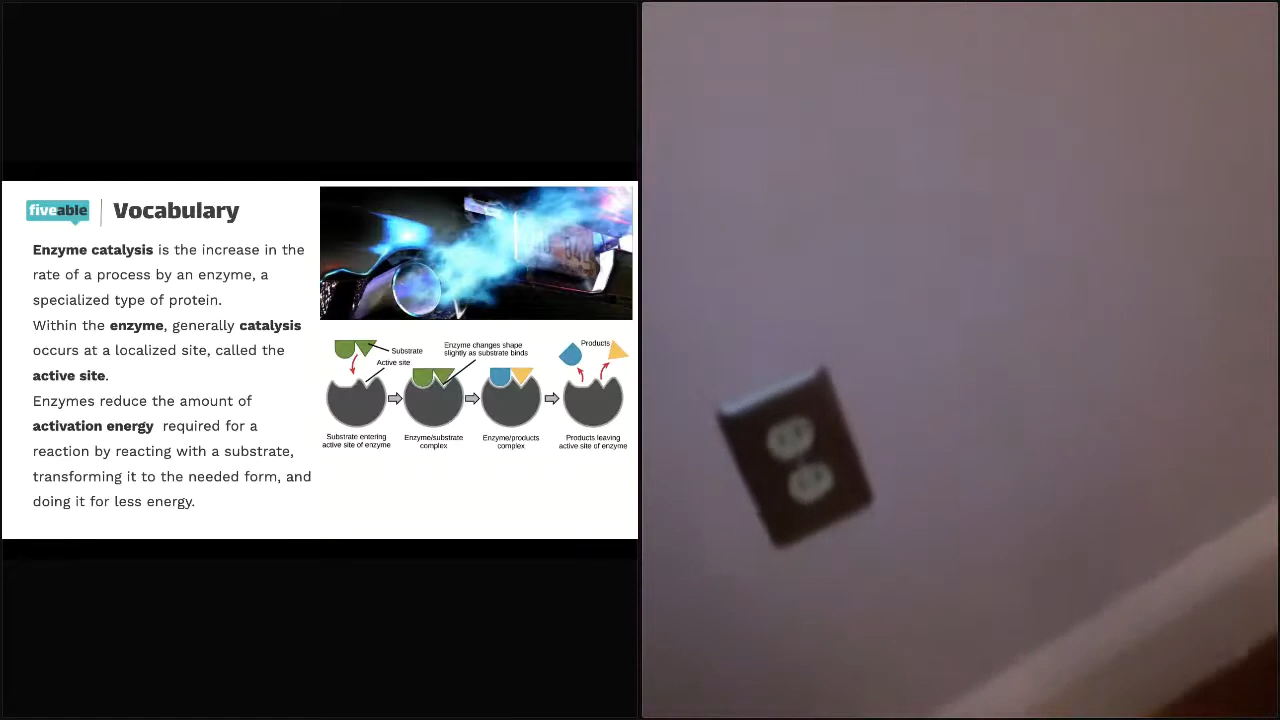 fiveable
Vocabulary
Enzyme catalysis is the increase in the
rate of a process by an enzyme, a
specialized type of protein.
Within the enzyme, generally catalysis
occurs at a localized site, called the
active site.
Enzymes reduce the amount of
activation energy required for a
reaction by reacting with a substrate,
transforming it to the needed form, and
doing it for less energy.
Substrate
Active site
Enzyme changes shape
slightly as substrate binds
Products
Substrate entering
active site of enzyme
Enzyme/substrate
complex
Enzyme/products
complex
Products leaving
active site of enzyme